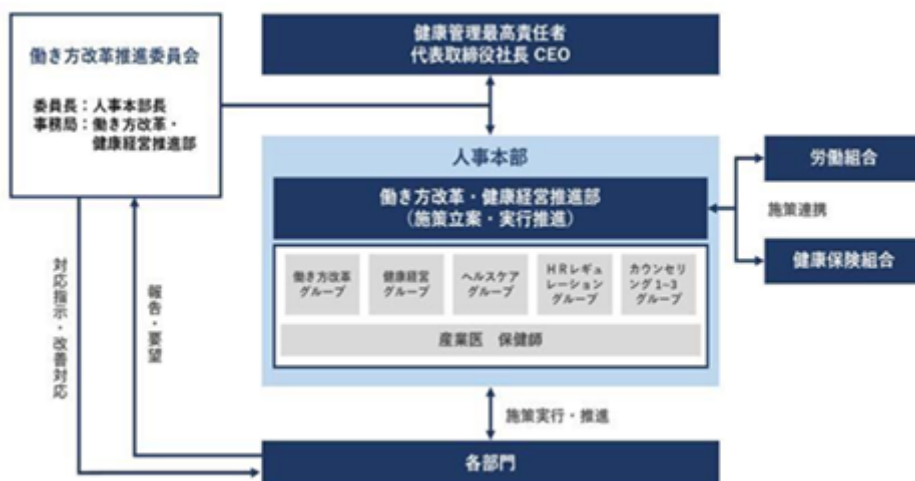 働き方改革推進委員会
委員長：人事本部長
事務局：働き方改革・
健康経営推進部
健康管理最高責任者
代表取締役社長 CEO
人事本部
働き方改革・健康経営推進部
（施策立案・実行推進）
働き方改革
グループ
健康経営
グループ
ヘルスケア
グループ
HRレギュ
レーション
グループ
カウンセリ
ング 1~3
グループ
産業医　保健師
労働組合
施策連携
健康保険組合
対応指示・改善対応
報告・要望
施策実行・推進
各部門